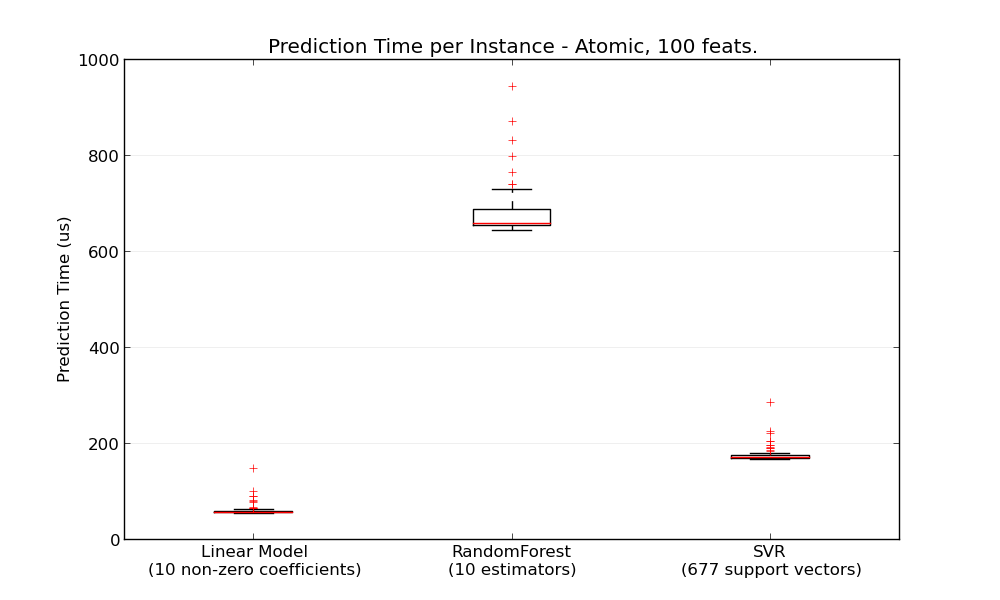 Prediction Time per Instance - Atomic, 100 feats.
1000
800
600
400
200
0
Prediction Time (us)
Linear Model
(10 non-zero coefficients)
RandomForest
(10 estimators)
SVR
(677 support vectors)